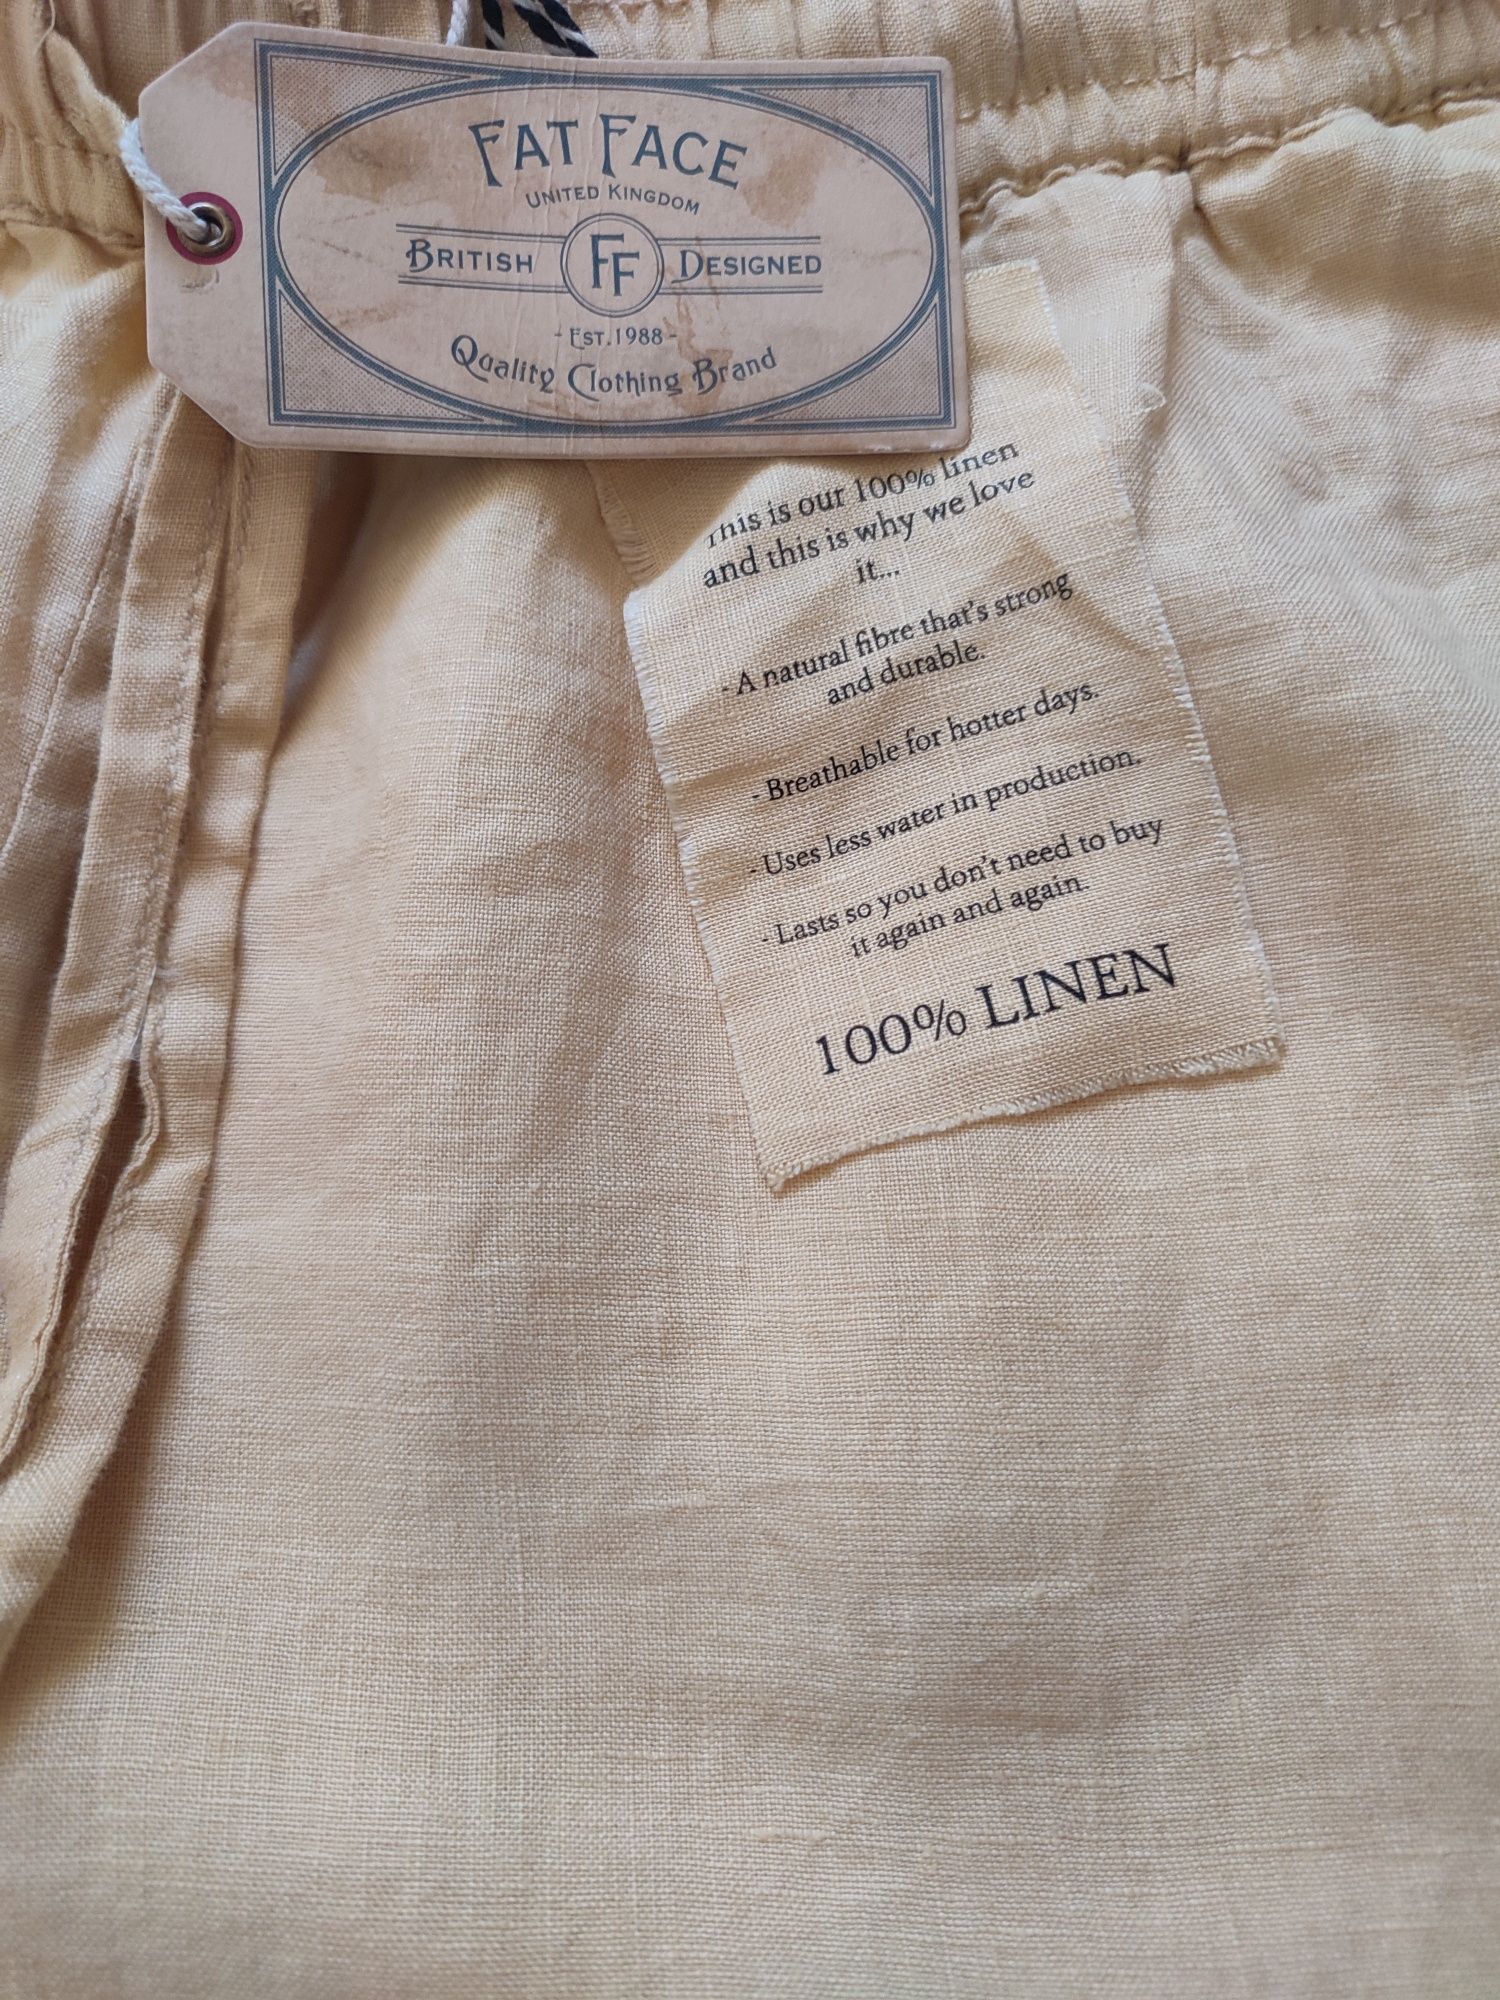 FAT FACE
UNITED KINGDOM
BRITISH FF DESIGNED
- EST.1988 -
Quality Clothing Brand
This is our 100% linen
and this is why we love
it...
- A natural fibre that's strong
and durable.
- Breathable for hotter days.
- Uses less water in production.
- Lasts so you don't need to buy
it again and again.
100% LINEN